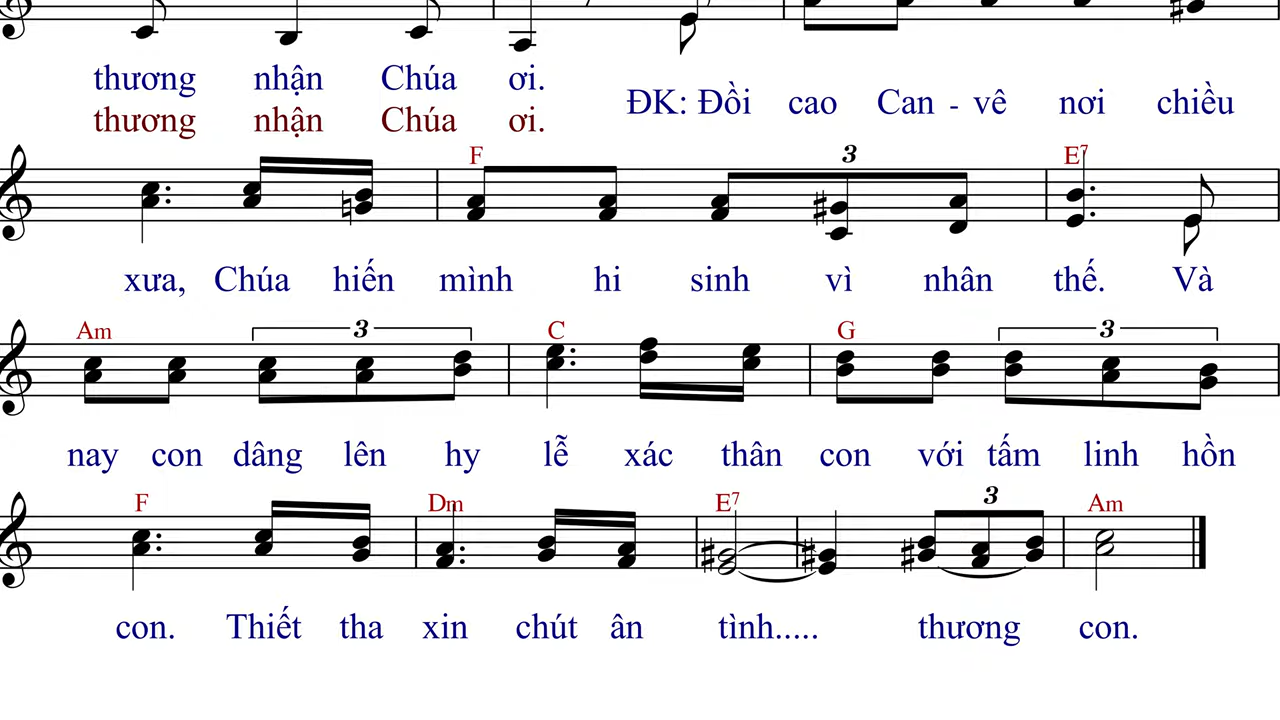 thương nhận Chúa ơi.
thương nhận Chúa ơi.
ĐK: Đồi cao Can - vê nơi chiều
F 3 E7
xưa, Chúa hiến mình hi sinh vì nhân thế. Và
Am 3 C G 3
nay con dâng lên hy lễ xác thân con với tấm linh hồn
F Dm E7 3 Am
con. Thiết tha xin chút ân tình..... thương con.